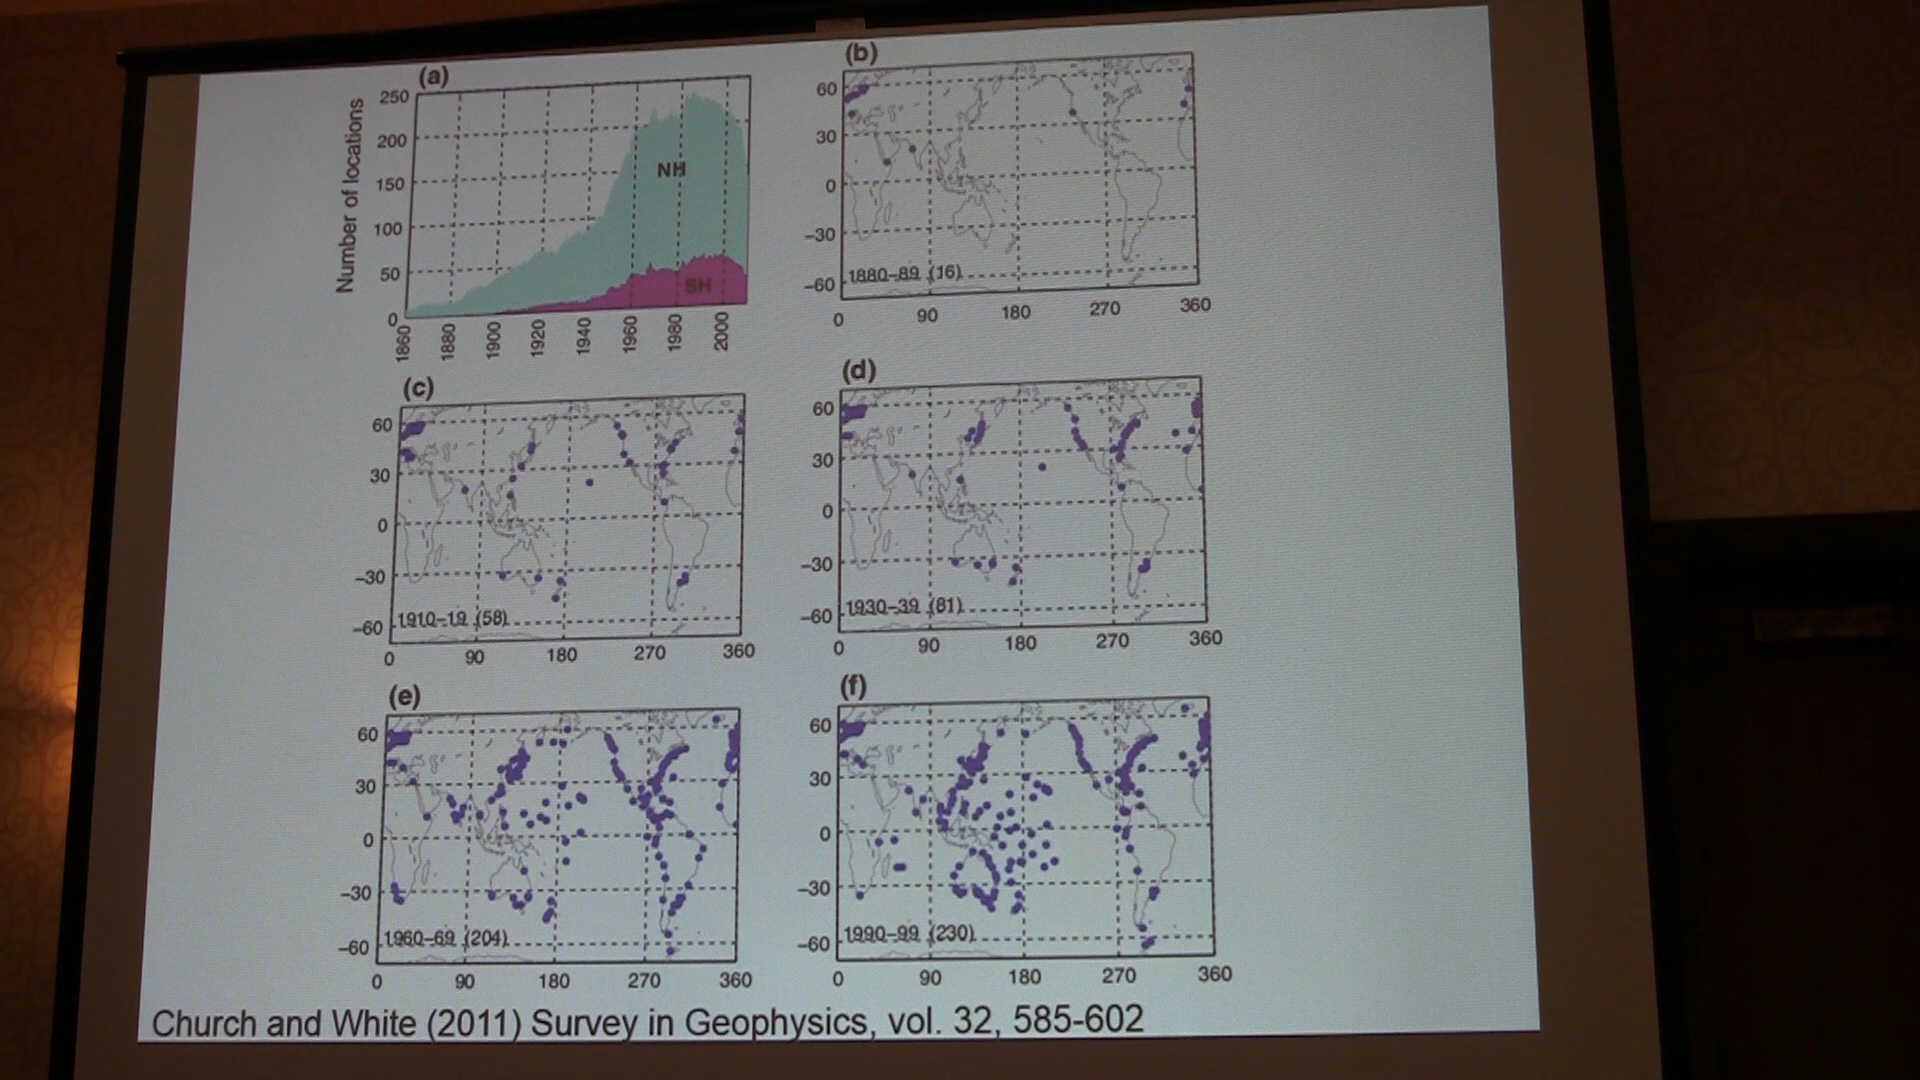 (a)
Number of locations
250
200
150
100
50
0
NH
SH
1860 1880 1900 1920 1940 1960 1980 2000
(b)
60
30
0
−30
−60
1880–89 (16)
0 90 180 270 360
(c)
60
30
0
−30
−60
1910–19 (58)
0 90 180 270 360
(d)
60
30
0
−30
−60
1930–39 (81)
0 90 180 270 360
(e)
60
30
0
−30
−60
1960–69 (204)
0 90 180 270 360
(f)
60
30
0
−30
−60
1990–99 (230)
0 90 180 270 360
Church and White (2011) Survey in Geophysics, vol. 32, 585-602